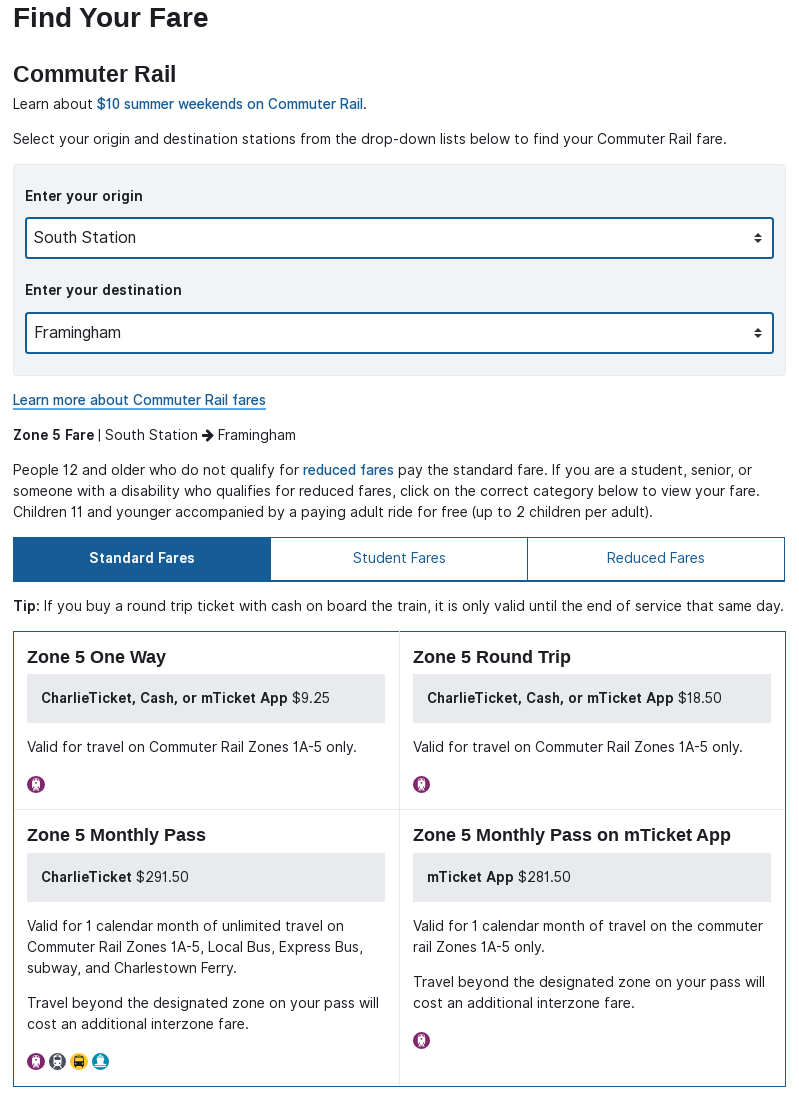 Find Your Fare
Commuter Rail
Learn about $10 summer weekends on Commuter Rail.
Select your origin and destination stations from the drop-down lists below to find your Commuter Rail fare.
Enter your origin
South Station
Enter your destination
Framingham
Learn more about Commuter Rail fares
Zone 5 Fare | South Station → Framingham
People 12 and older who do not qualify for reduced fares pay the standard fare. If you are a student, senior, or
someone with a disability who qualifies for reduced fares, click on the correct category below to view your fare.
Children 11 and younger accompanied by a paying adult ride for free (up to 2 children per adult).
Standard Fares
Student Fares
Reduced Fares
Tip: If you buy a round trip ticket with cash on board the train, it is only valid until the end of service that same day.
Zone 5 One Way
CharlieTicket, Cash, or mTicket App $9.25
Valid for travel on Commuter Rail Zones 1A-5 only.
Zone 5 Round Trip
CharlieTicket, Cash, or mTicket App $18.50
Valid for travel on Commuter Rail Zones 1A-5 only.
Zone 5 Monthly Pass
CharlieTicket $291.50
Valid for 1 calendar month of unlimited travel on
Commuter Rail Zones 1A-5, Local Bus, Express Bus,
subway, and Charlestown Ferry.
Travel beyond the designated zone on your pass will
cost an additional interzone fare.
Zone 5 Monthly Pass on mTicket App
mTicket App $281.50
Valid for 1 calendar month of travel on the commuter
rail Zones 1A-5 only.
Travel beyond the designated zone on your pass will
cost an additional interzone fare.